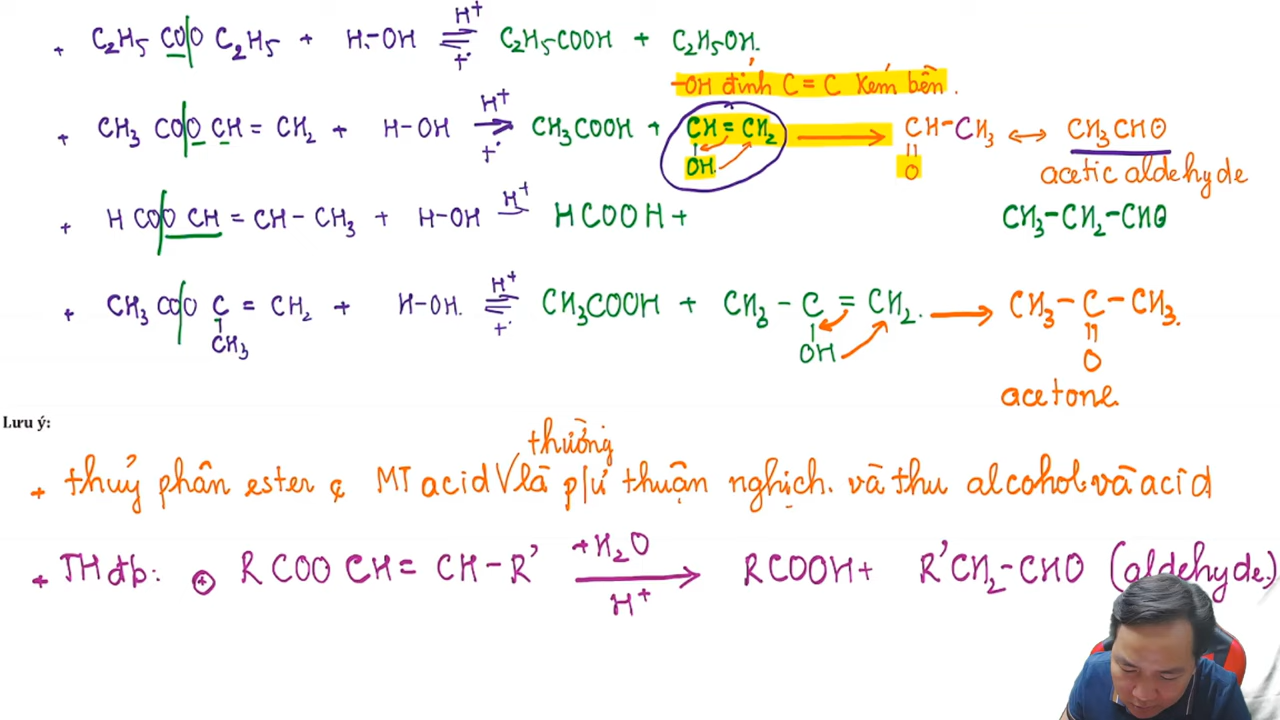 + C₂H₅ COO C₂H₅ + H-OH ⇌ H⁺ t° C₂H₅COOH + C₂H₅OH.
-OH đính C = C kém bền.
+ CH₃ COO CH = CH₂ + H-OH → H⁺ t° CH₃COOH + CH = CH₂ → CH-CH₃ ↔ CH₃CHO
OH O
acetic aldehyde
+ H COO CH = CH - CH₃ + H-OH → H⁺ HCOOH + CH₃-CH₂-CHO
+ CH₃ COO C = CH₂ + H-OH. ⇌ H⁺ t° CH₃COOH + CH₃ - C = CH₂. → CH₃ - C - CH₃.
CH₃ OH O
acetone
Lưu ý:
thường
+ thuỷ phân ester ç MT acid là p/ứ thuận nghịch. và thu alcohol và acid
+ TH đb: + R COO CH = CH - R' +H₂O → H⁺ RCOOH + R'CH₂-CHO (aldehyde.)